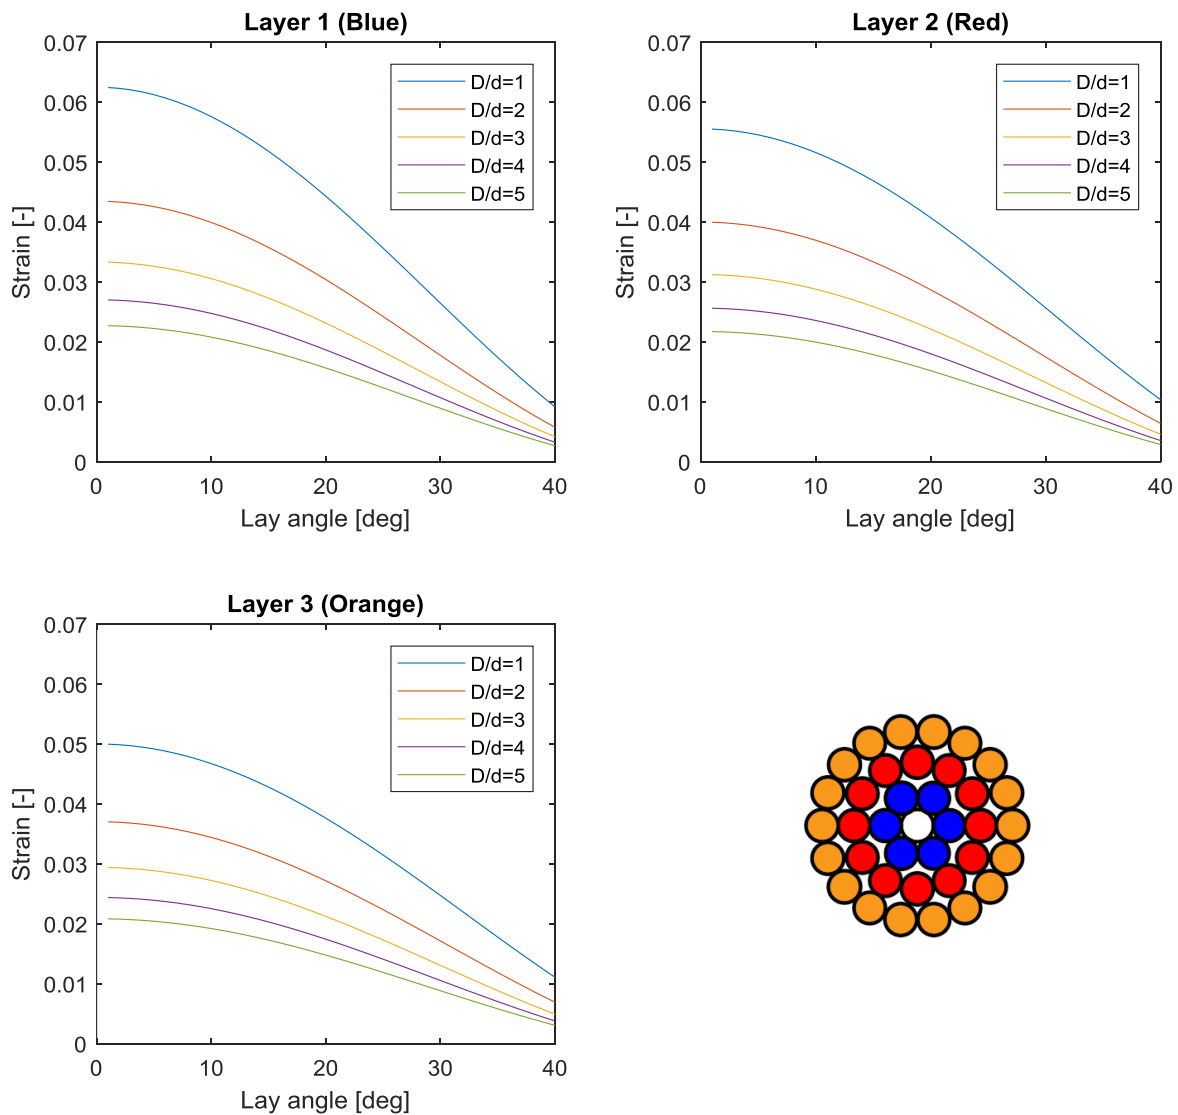 Layer 1 (Blue)
0.07
0.06
0.05
0.04
0.03
0.02
0.01
0
Strain [-]
D/d=1
D/d=2
D/d=3
D/d=4
D/d=5
0 10 20 30 40
Lay angle [deg]
Layer 2 (Red)
0.07
0.06
0.05
0.04
0.03
0.02
0.01
0
Strain [-]
D/d=1
D/d=2
D/d=3
D/d=4
D/d=5
0 10 20 30 40
Lay angle [deg]
Layer 3 (Orange)
0.07
0.06
0.05
0.04
0.03
0.02
0.01
0
Strain [-]
D/d=1
D/d=2
D/d=3
D/d=4
D/d=5
0 10 20 30 40
Lay angle [deg]